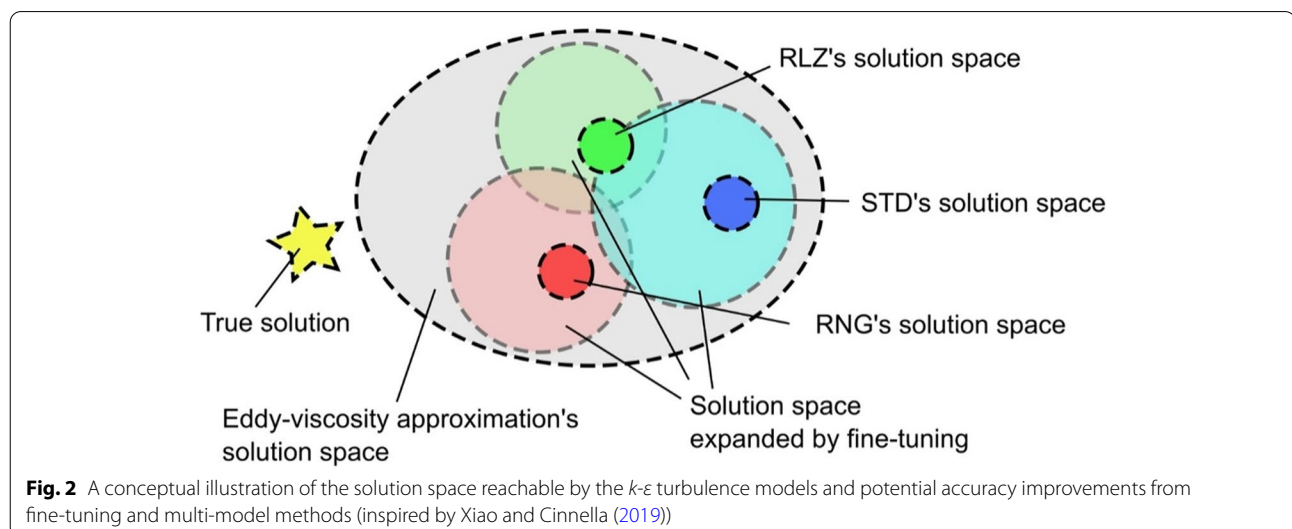 RLZ's solution space
STD's solution space
True solution
RNG's solution space
Eddy-viscosity approximation's
solution space
Solution space
expanded by fine-tuning
Fig. 2 A conceptual illustration of the solution space reachable by the k-ε turbulence models and potential accuracy improvements from
fine-tuning and multi-model methods (inspired by Xiao and Cinnella (2019))